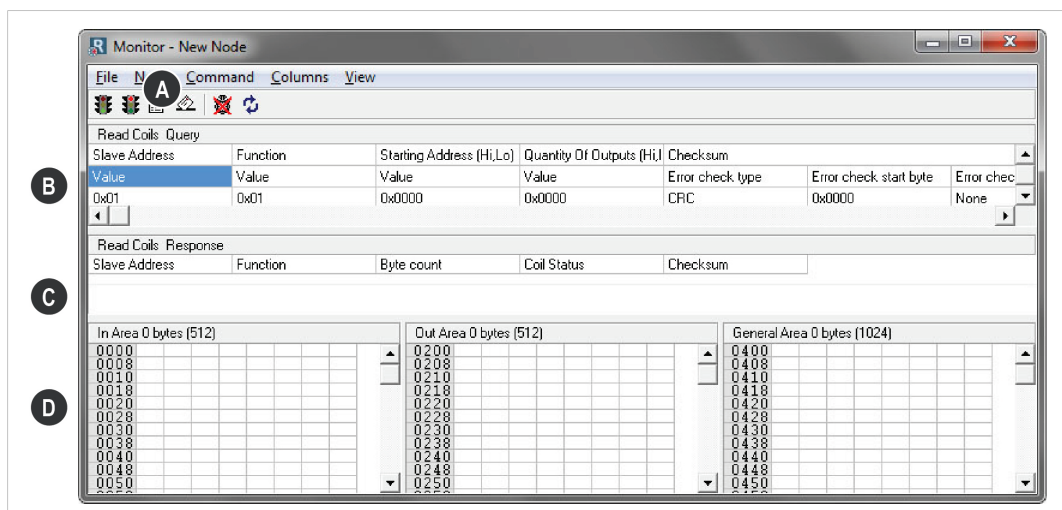 Monitor - New Node
File N Command Columns View
A
Read Coils Query
Slave Address Function Starting Address (Hi,Lo) Quantity Of Outputs (Hi,l Checksum
Value Value Value Value Error check type Error check start byte Error chec
B
0x01 0x01 0x0000 0x0000 CRC 0x0000 None
Read Coils Response
Slave Address Function Byte count Coil Status Checksum
C
In Area 0 bytes (512) Out Area 0 bytes (512) General Area 0 bytes (1024)
0000 0200 0400
0008 0208 0408
0010 0210 0410
0018 0218 0418
0020 0220 0420
D
0028 0228 0428
0030 0230 0430
0038 0238 0438
0040 0240 0440
0048 0248 0448
0050 0250 0450